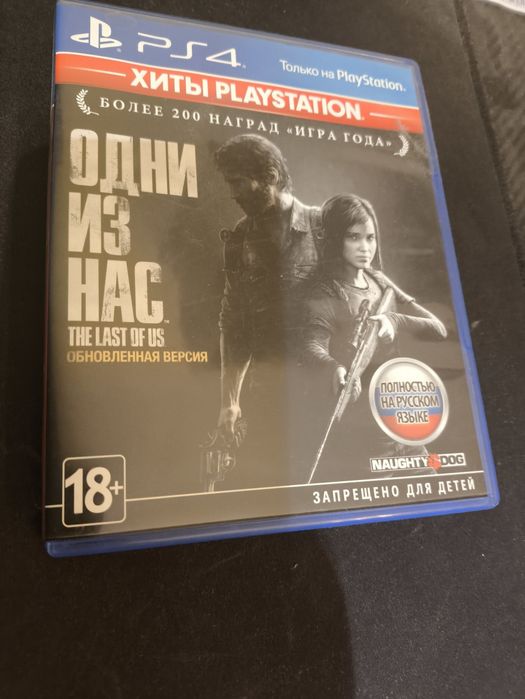 PS4
Только на PlayStation.
ХИТЫ PLAYSTATION.
БОЛЕЕ 200 НАГРАД «ИГРА ГОДА»
ОДНИ
ИЗ
НАС
THE LAST OF US
ОБНОВЛЕННАЯ ВЕРСИЯ
ПОЛНОСТЬЮ
НА РУССКОМ
ЯЗЫКЕ
NAUGHTY DOG
18+
ЗАПРЕЩЕНО ДЛЯ ДЕТЕЙ